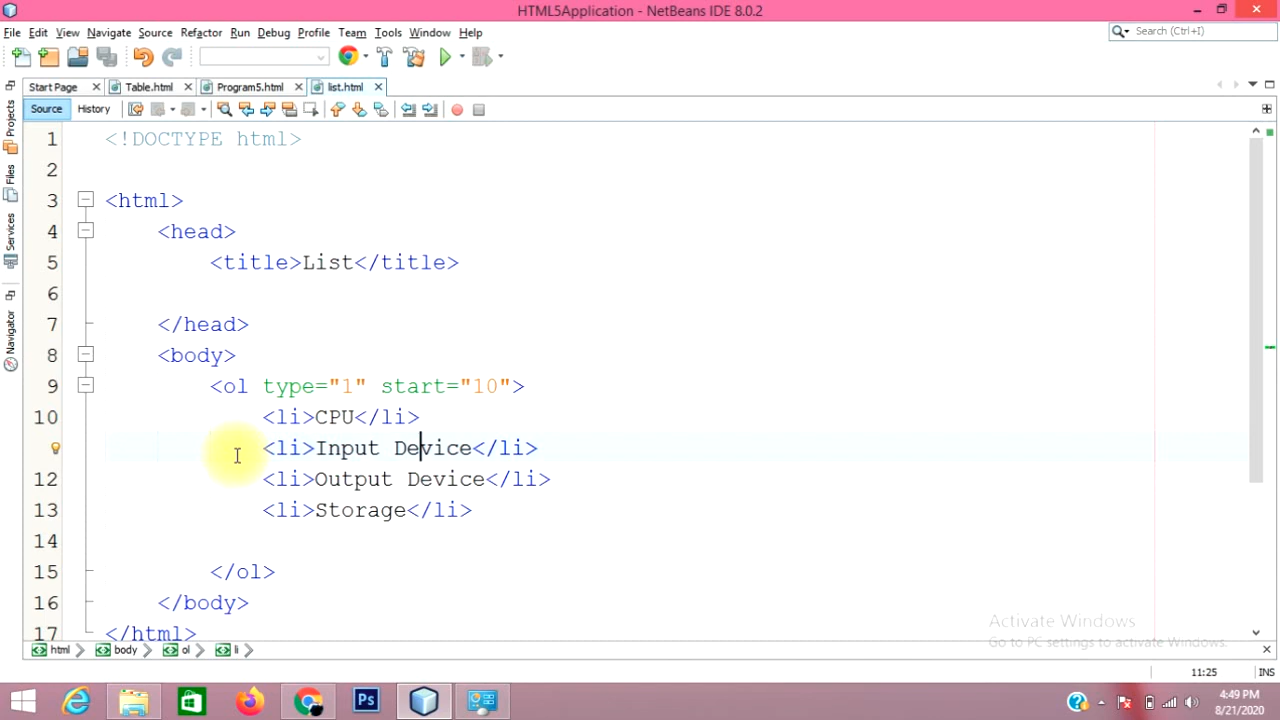 HTML5Application - NetBeans IDE 8.0.2
File Edit View Navigate Source Refactor Run Debug Profile Team Tools Window Help
Search (Ctrl+I)
Start Page Table.html Program5.html list.html
Source History
Projects
Files
Services
Navigator
1 <!DOCTYPE html>
2
3 <html>
4 <head>
5 <title>List</title>
6
7 </head>
8 <body>
9 <ol type="1" start="10">
10 <li>CPU</li>
<li>Input Device</li>
12 <li>Output Device</li>
13 <li>Storage</li>
14
15 </ol>
16 </body>
17 </html>
Activate Windows
Go to PC settings to activate Windows.
html body ol li
11:25 INS
Ps
4:49 PM
8/21/2020